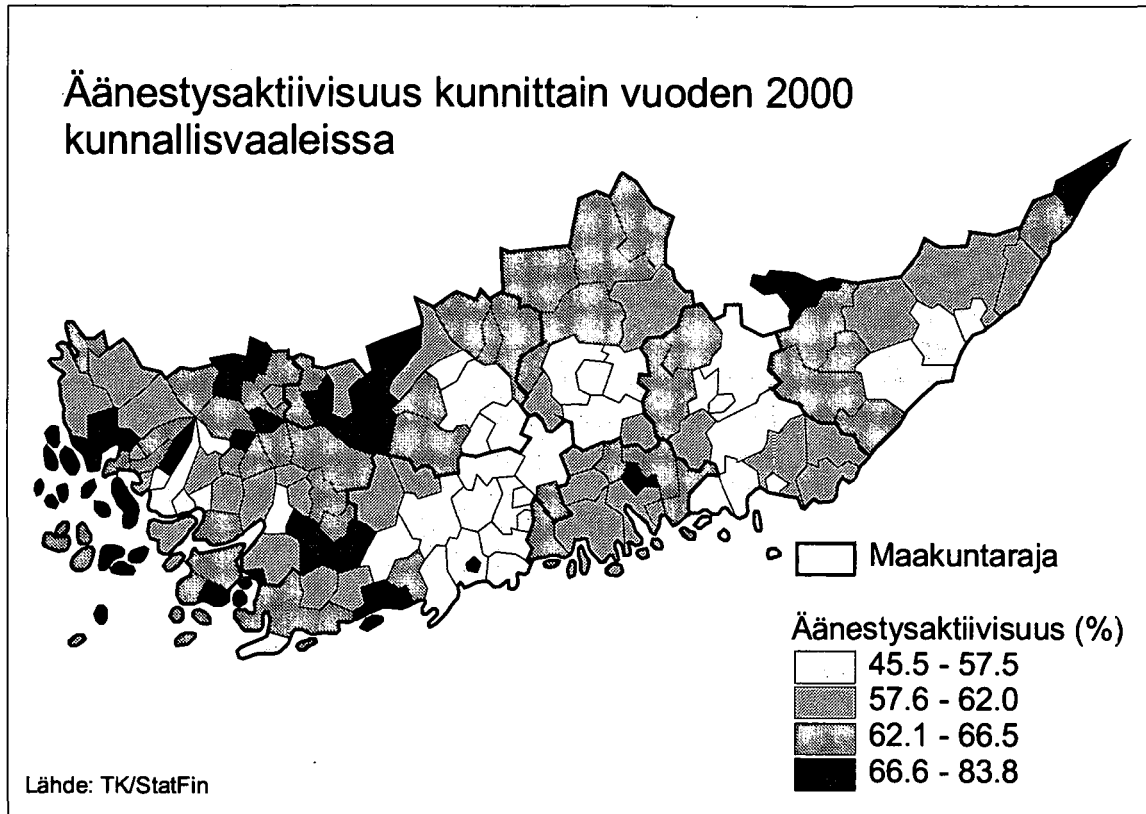 Äänestysaktiivisuus kunnittain vuoden 2000
kunnallisvaaleissa
Maakuntaraja
Äänestysaktiivisuus (%)
45.5 - 57.5
57.6 - 62.0
62.1 - 66.5
66.6 - 83.8
Lähde: TK/StatFin